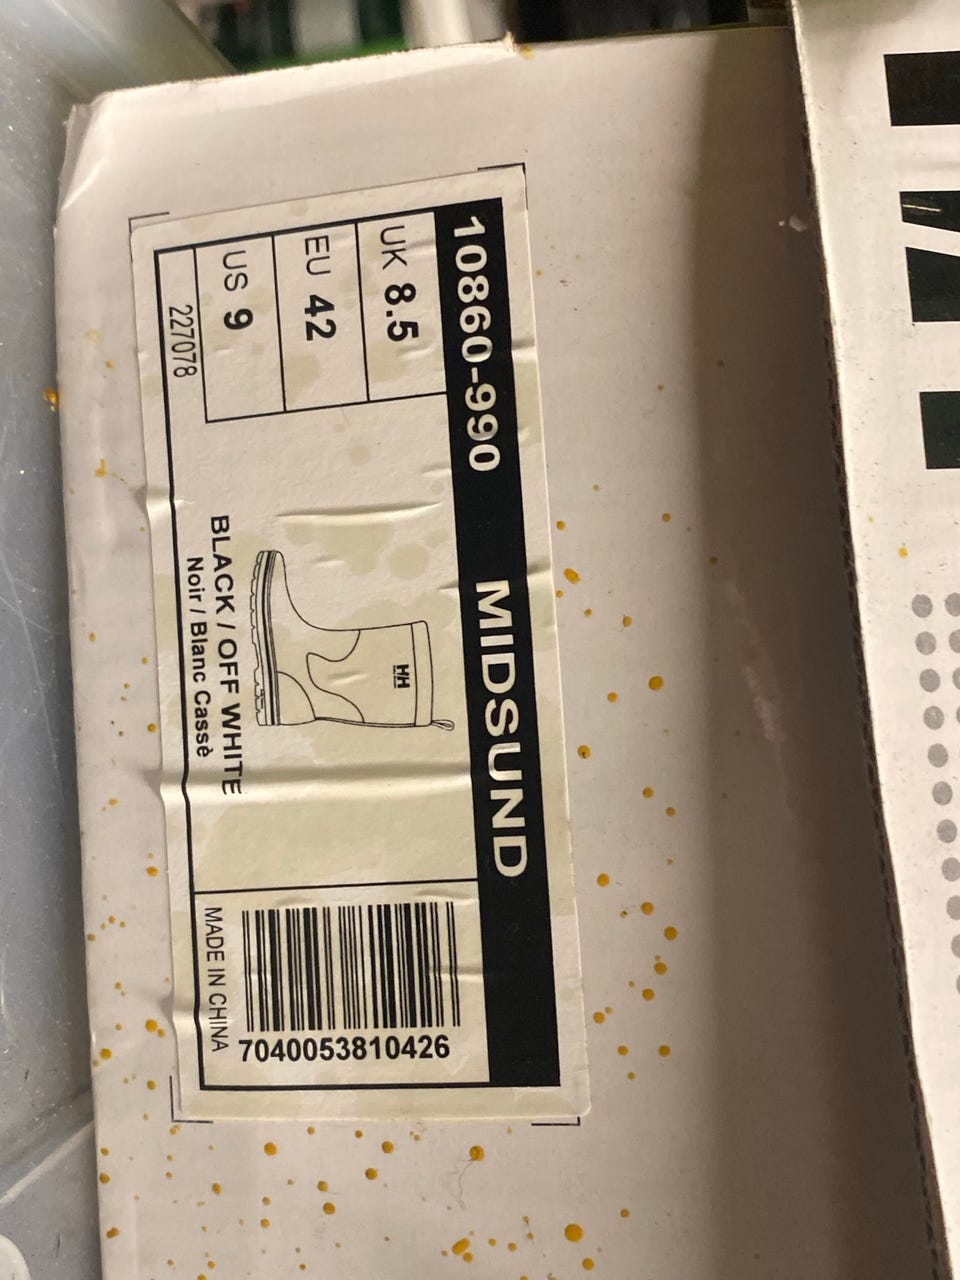 10860-990 MIDSUND
UK 8.5
EU 42
US 9
227078
HH
BLACK / OFF WHITE
Noir / Blanc Cassè
7040053810426
MADE IN CHINA